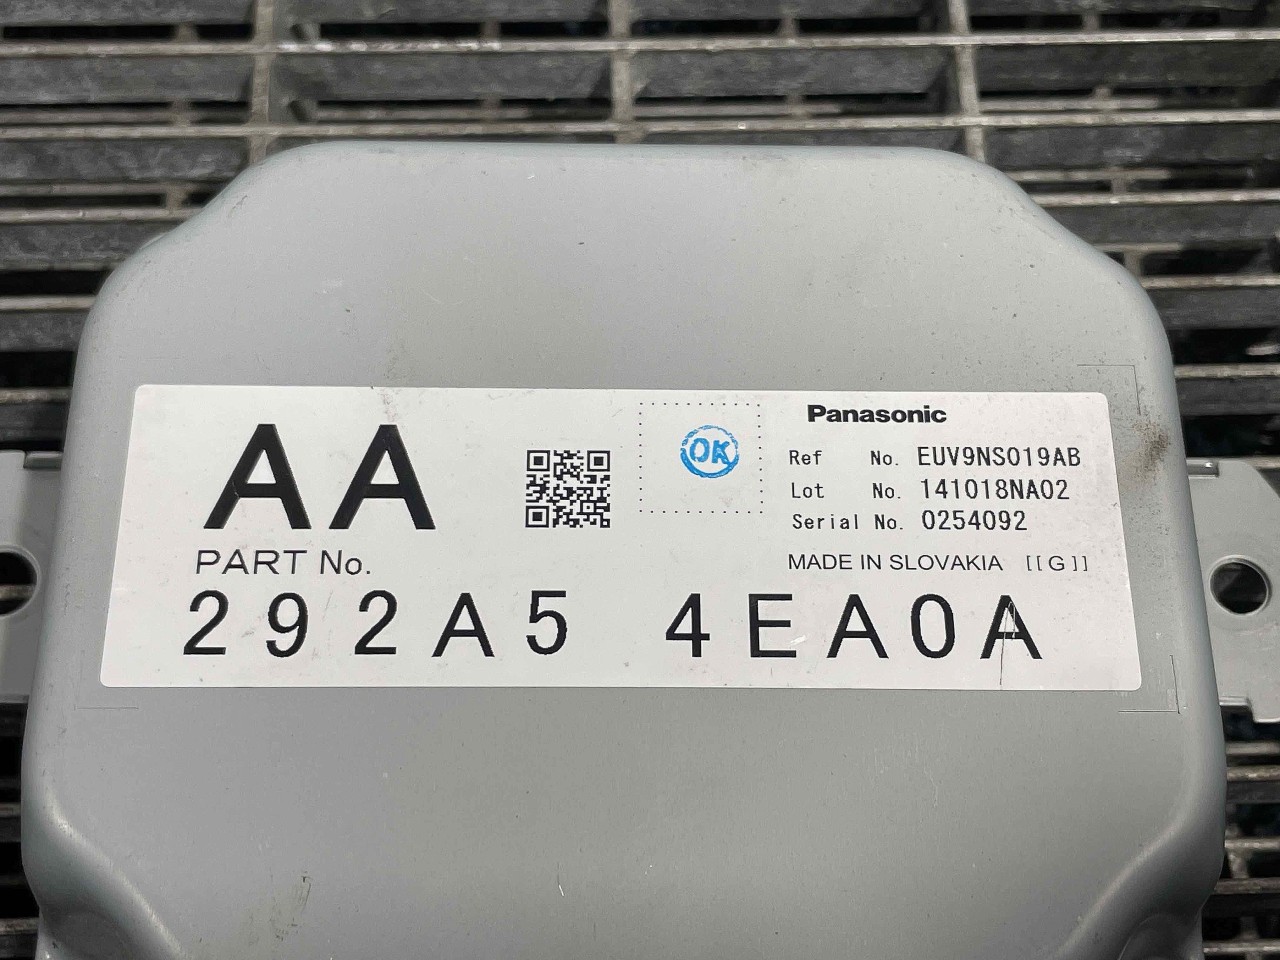 AA
PART No.
292A5 4EA0A
OK
Panasonic
Ref No. EUV9NS019AB
Lot No. 141018NA02
Serial No. 0254092
MADE IN SLOVAKIA [[G]]